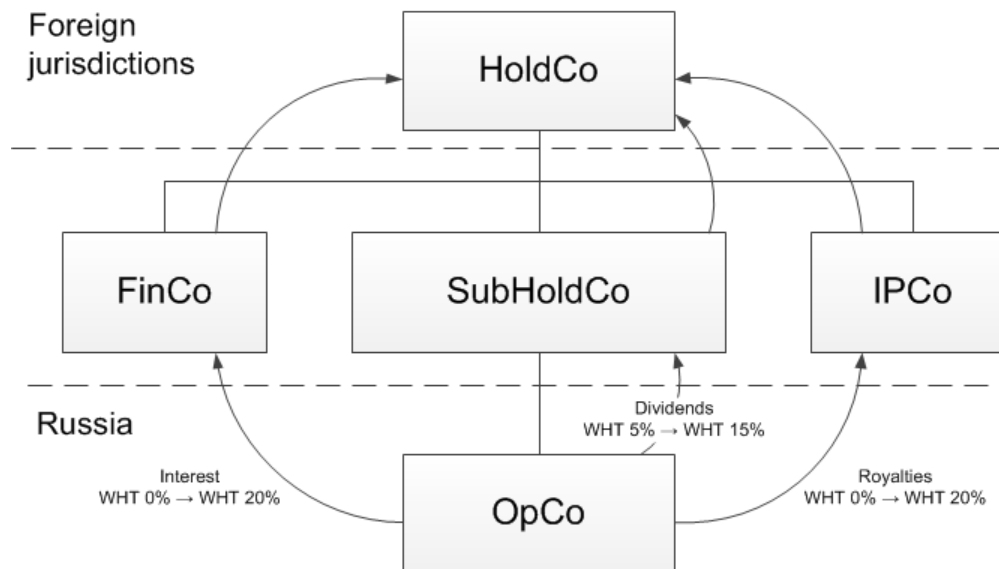 Foreign
jurisdictions
HoldCo
FinCo
SubHoldCo
IPCo
Russia
Dividends
WHT 5% → WHT 15%
Interest
WHT 0% → WHT 20%
Royalties
WHT 0% → WHT 20%
OpCo